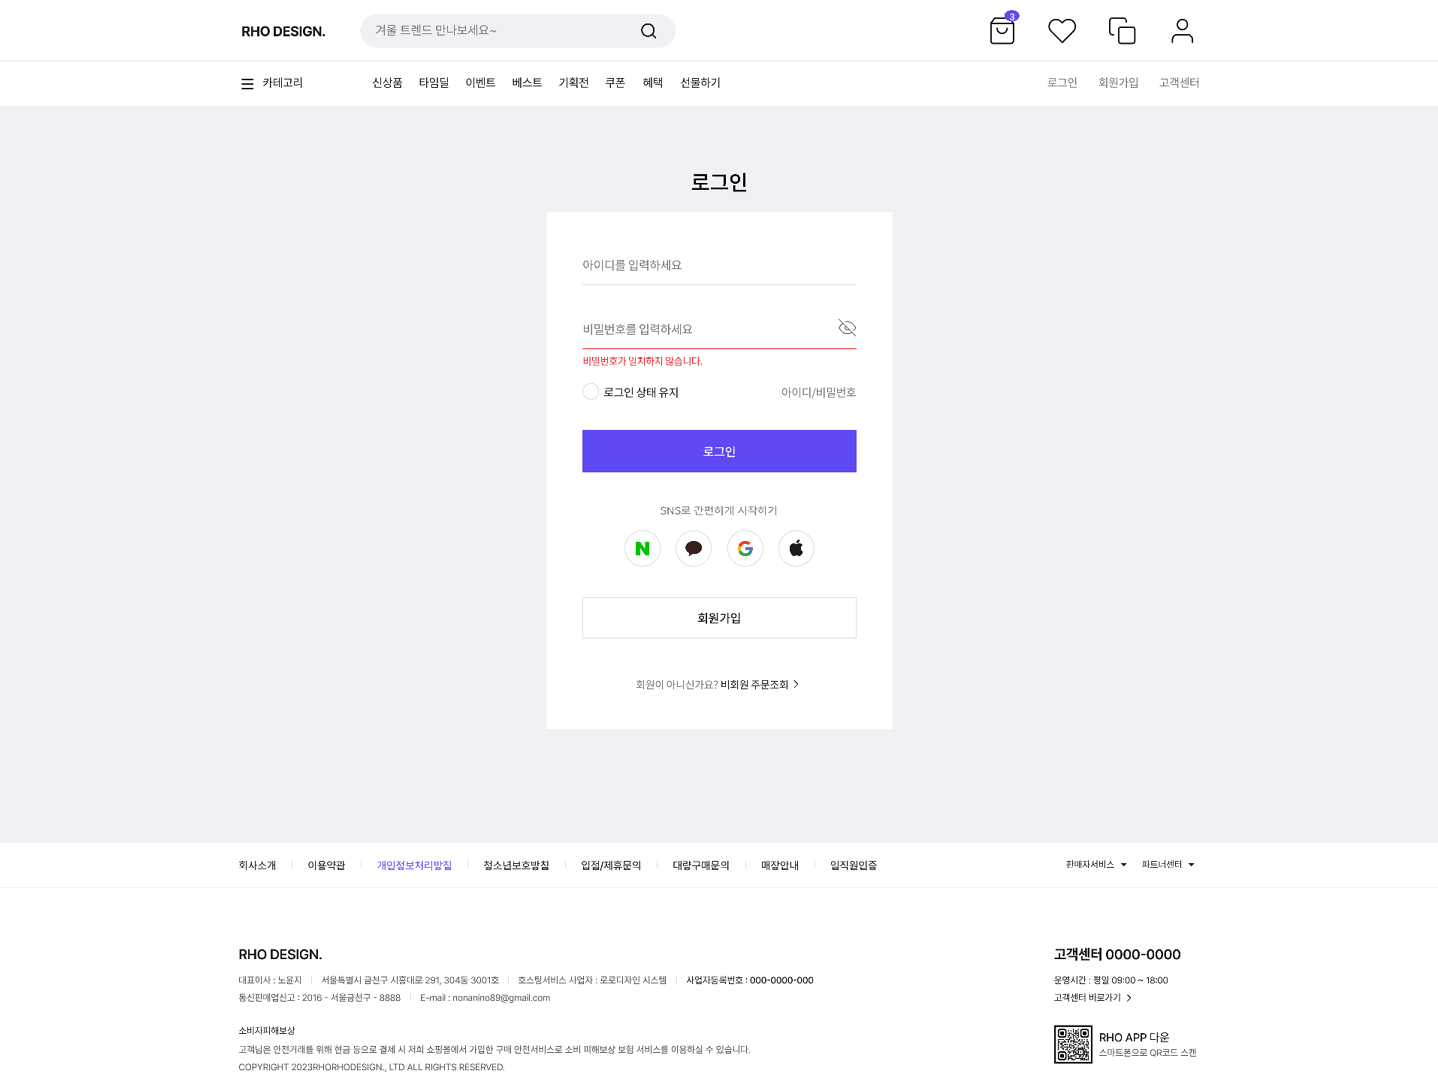 RHO DESIGN.
겨울 트렌드 만나보세요~
3
카테고리
신상품 타임딜 이벤트 베스트 기획전 쿠폰 혜택 선물하기
로그인 회원가입 고객센터
로그인
아이디를 입력하세요
비밀번호를 입력하세요
비밀번호가 일치하지 않습니다.
로그인 상태 유지
아이디/비밀번호
로그인
SNS로 간편하게 시작하기
회원가입
회원이 아니신가요? 비회원 주문조회
회사소개 이용약관 개인정보처리방침 청소년보호방침 입점/제휴문의 대량구매문의 매장안내 임직원인증
판매자서비스 파트너센터
RHO DESIGN.
대표이사 : 노윤지 서울특별시 금천구 시흥대로 291, 304동 3001호 호스팅서비스 사업자 : 로로디자인 시스템 사업자등록번호 : 000-0000-000
통신판매업신고 : 2016 - 서울금천구 - 8888 E-mail : nonanino89@gmail.com
소비자피해보상
고객님은 안전거래를 위해 현금 등으로 결제 시 저희 쇼핑몰에서 가입한 구매 안전서비스로 소비 피해보상 보험 서비스를 이용하실 수 있습니다.
COPYRIGHT 2023RHORHODESIGN., LTD ALL RIGHTS RESERVED.
고객센터 0000-0000
운영시간 : 평일 09:00 ~ 18:00
고객센터 바로가기
RHO APP 다운
스마트폰으로 QR코드 스캔